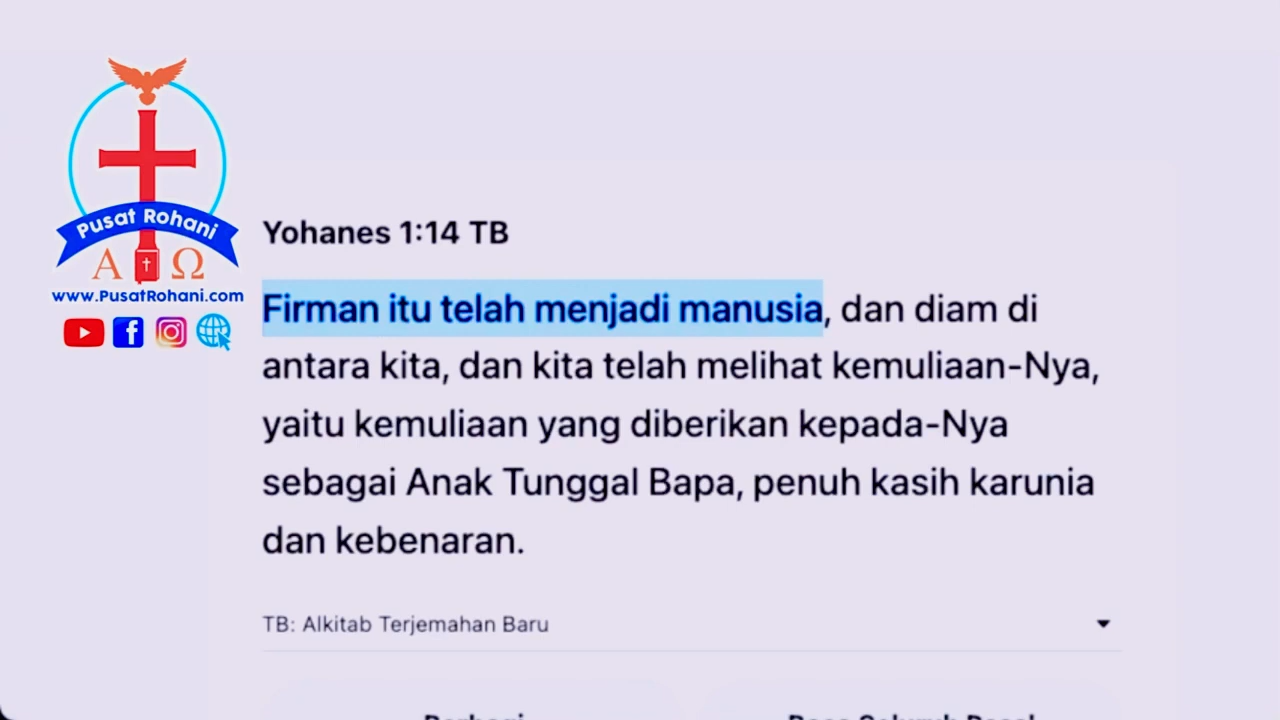 Pusat Rohani
Α Ω
www.PusatRohani.com
Yohanes 1:14 TB
Firman itu telah menjadi manusia, dan diam di
antara kita, dan kita telah melihat kemuliaan-Nya,
yaitu kemuliaan yang diberikan kepada-Nya
sebagai Anak Tunggal Bapa, penuh kasih karunia
dan kebenaran.
TB: Alkitab Terjemahan Baru